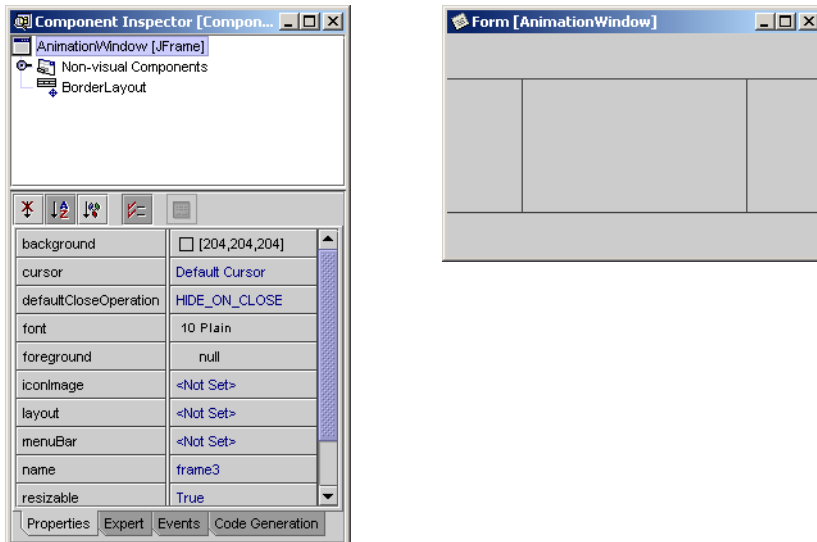 Component Inspector [Compon...
AnimationWindow [JFrame]
Non-visual Components
BorderLayout
background [204,204,204]
cursor Default Cursor
defaultCloseOperation HIDE_ON_CLOSE
font 10 Plain
foreground null
iconImage <Not Set>
layout <Not Set>
menuBar <Not Set>
name frame3
resizable True
Properties Expert Events Code Generation
Form [AnimationWindow]